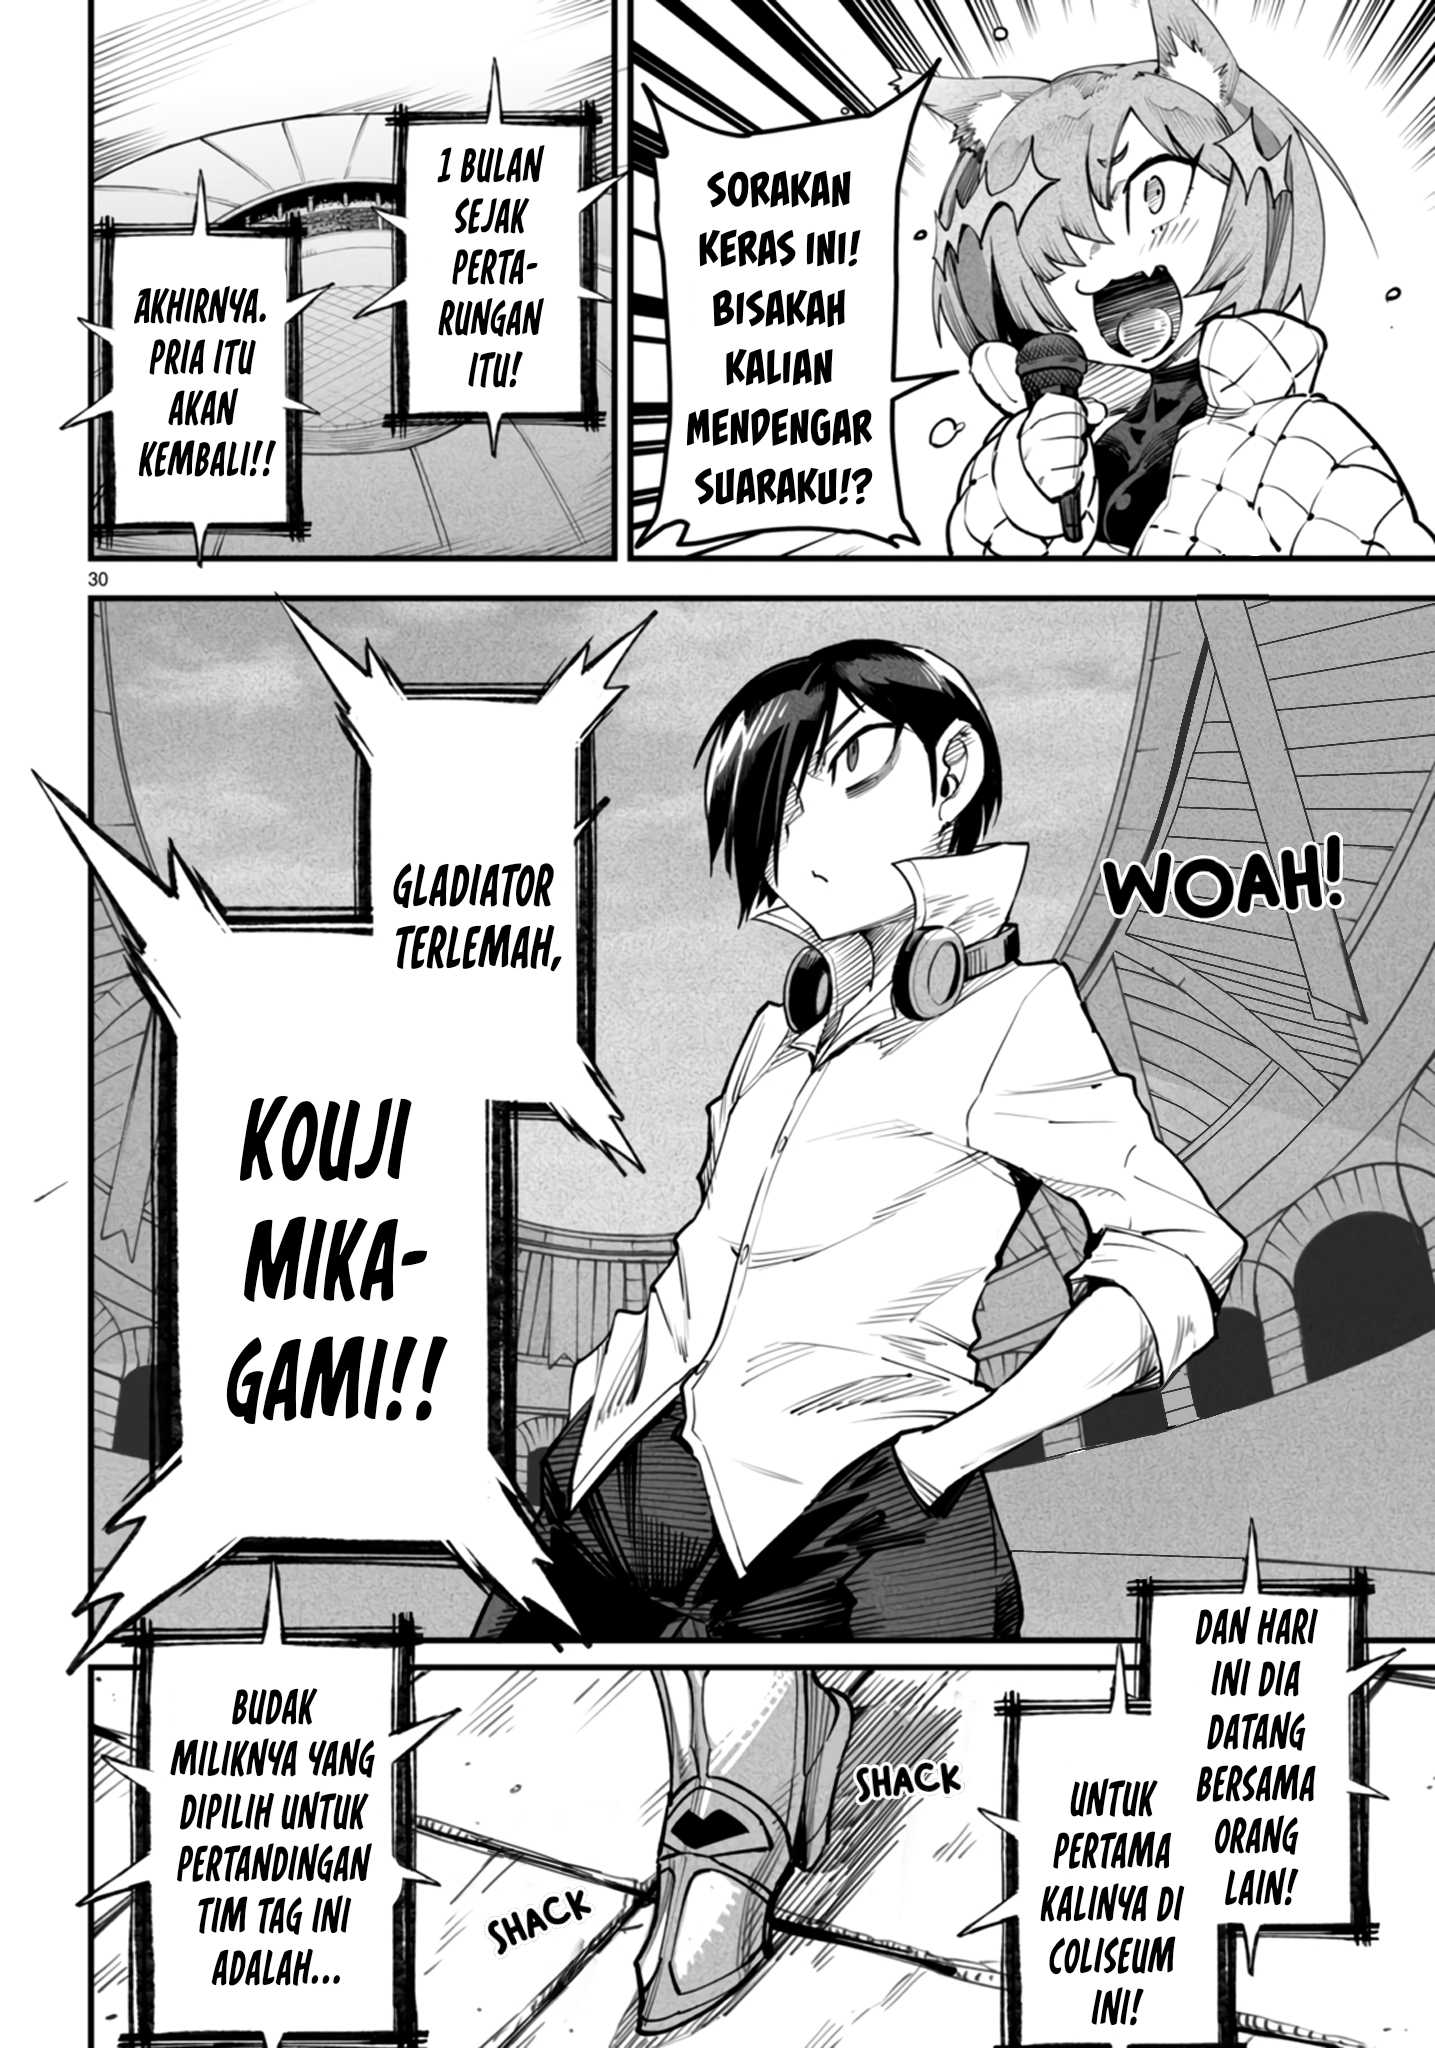 SORAKAN
KERAS INI!
BISAKAH
KALIAN
MENDENGAR
SUARAKU!?
1 BULAN
SEJAK
PERTA-
RUNGAN
ITU!
AKHIRNYA.
PRIA ITU
AKAN
KEMBALI!!
30
WOAH!
GLADIATOR
TERLEMAH,
KOUJI
MIKA-
GAMI!!
DAN HARI
INI DIA
DATANG
BERSAMA
ORANG
LAIN!
UNTUK
PERTAMA
KALINYA DI
COLISEUM
INI!
SHACK
SHACK
BUDAK
MILIKNYA YANG
DIPILIH UNTUK
PERTANDINGAN
TIM TAG INI
ADALAH...